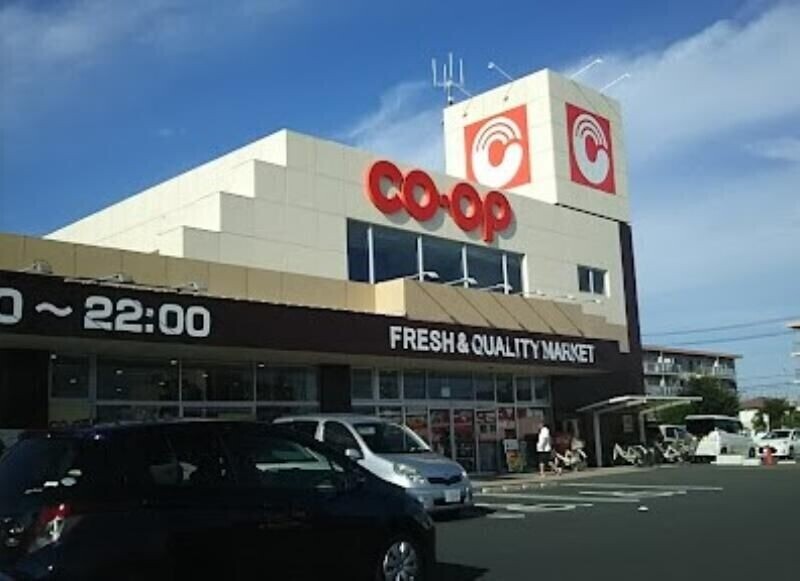 CO·OP
0～22:00
FRESH & QUALITY MARKET